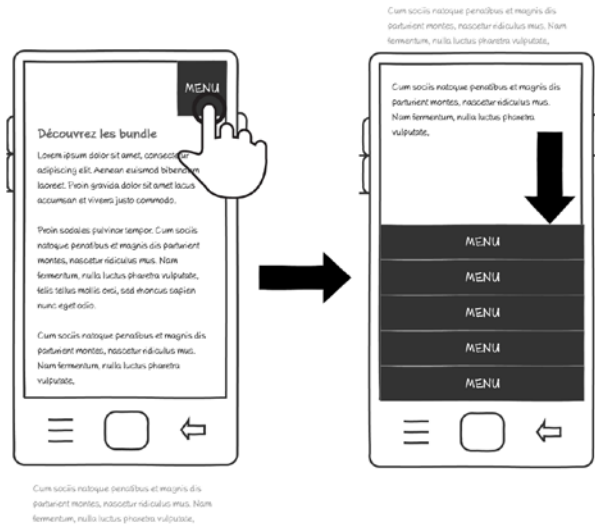 MENU
Découvrez les bundle
Lorem ipsum dolor sit amet, consectetur
adipiscing elit. Aenean euismod bibendum
laoreet. Proin gravida dolor sit amet lacus
accumsan et viverra justo commodo.
Proin sodales pulvinar tempor. Cum sociis
natoque penatibus et magnis dis parturient
montes, nascetur ridiculus mus. Nam
fermentum, nulla luctus pharetra vulputate,
felis tellus mollis orci, sed rhoncus sapien
nunc eget odio.
Cum sociis natoque penatibus et magnis dis
parturient montes, nascetur ridiculus mus.
Nam fermentum, nulla luctus pharetra
vulputate,
Cum sociis natoque penatibus et magnis dis
parturient montes, nascetur ridiculus mus. Nam
fermentum, nulla luctus pharetra vulputate,
Cum sociis natoque penatibus et magnis dis
parturient montes, nascetur ridiculus mus. Nam
fermentum, nulla luctus pharetra vulputate,
Cum sociis natoque penatibus et magnis dis
parturient montes, nascetur ridiculus mus.
Nam fermentum, nulla luctus pharetra
vulputate,
MENU
MENU
MENU
MENU
MENU